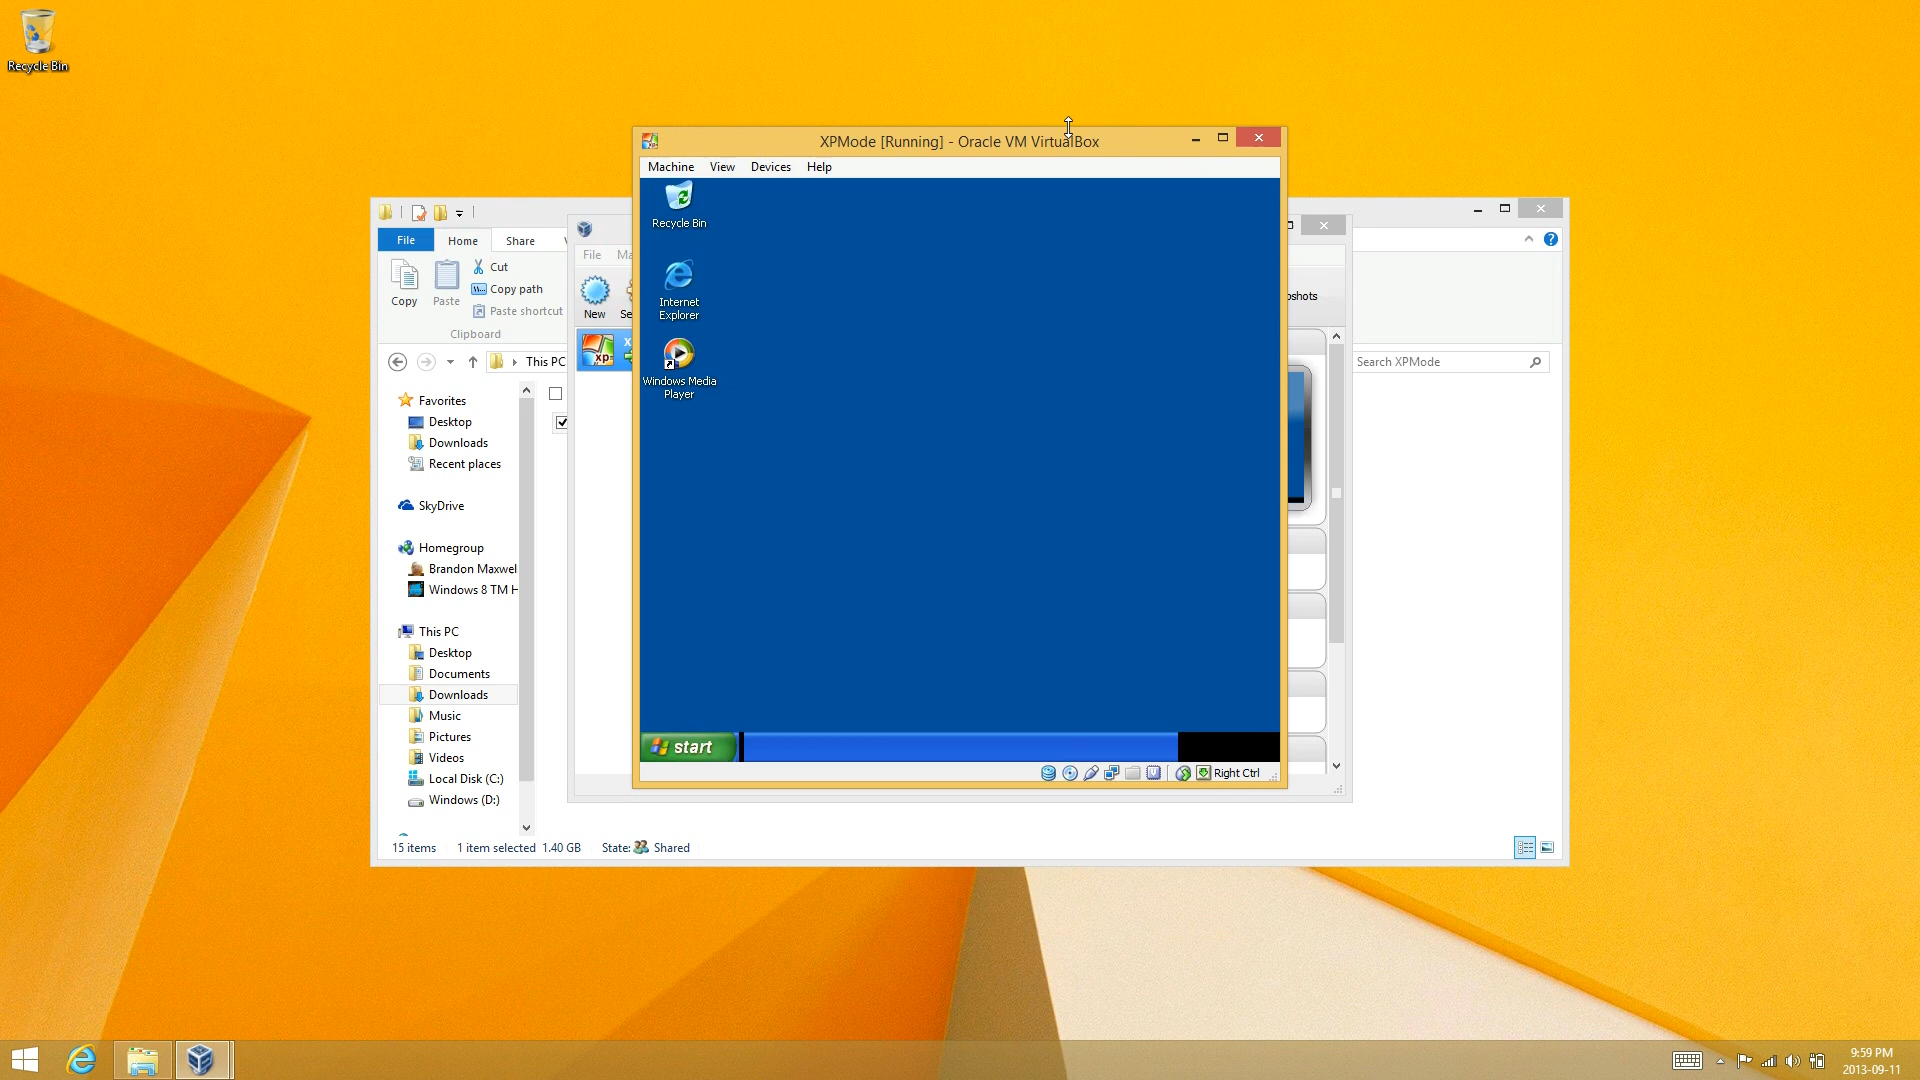 Recycle Bin
XPMode [Running] - Oracle VM VirtualBox
Machine View Devices Help
Recycle Bin
Internet
Explorer
Windows Media
Player
start
Right Ctrl
File
New
xp
File Home Share
Copy
Paste
Cut
Copy path
Paste shortcut
Clipboard
This PC
Search XPMode
Favorites
Desktop
Downloads
Recent places
SkyDrive
Homegroup
Brandon Maxwel
Windows 8 TM H
This PC
Desktop
Documents
Downloads
Music
Pictures
Videos
Local Disk (C:)
Windows (D:)
15 items 1 item selected 1.40 GB State: Shared
9:59 PM
2013-09-11